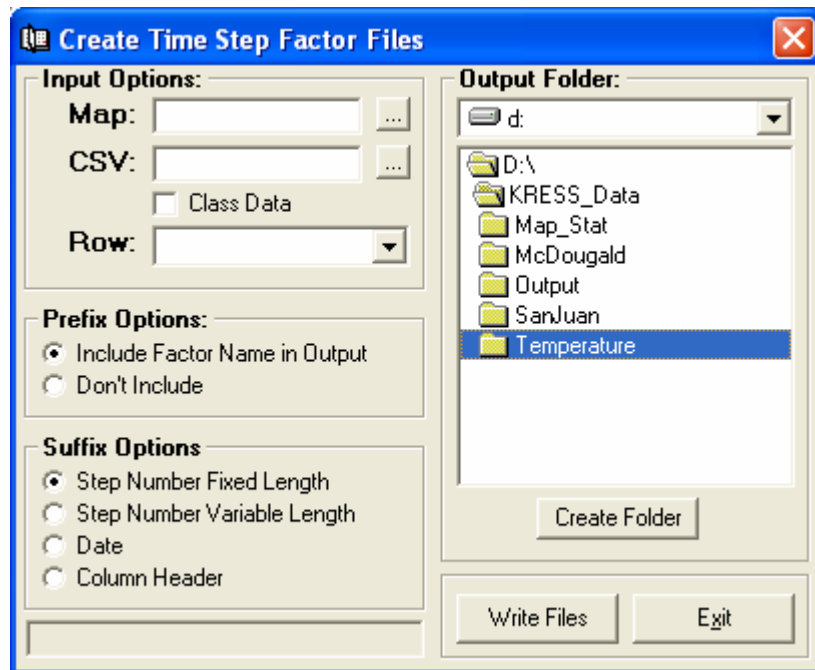 Create Time Step Factor Files
Input Options:
Map:
...
CSV:
...
Class Data
Row:
Prefix Options:
Include Factor Name in Output
Don't Include
Suffix Options
Step Number Fixed Length
Step Number Variable Length
Date
Column Header
Output Folder:
d:
D:\
KRESS_Data
Map_Stat
McDougald
Output
SanJuan
Temperature
Create Folder
Write Files
Exit